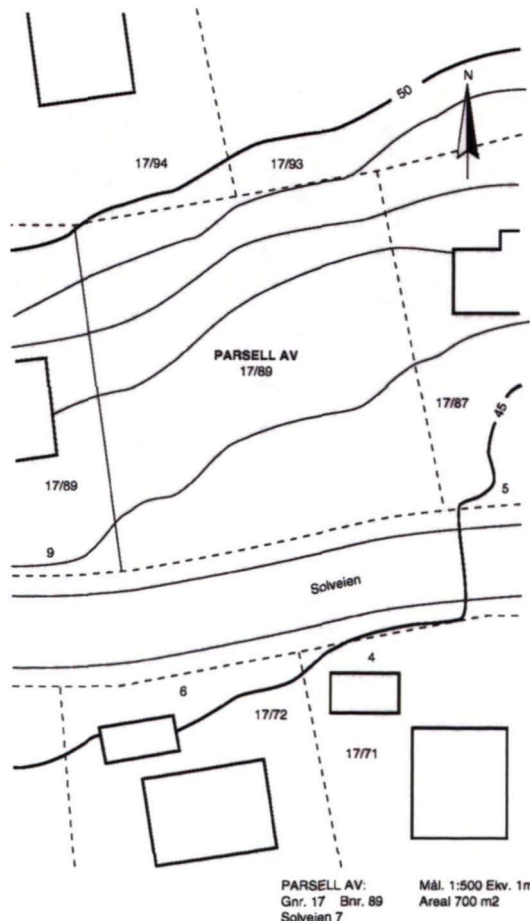 50
N
17/94
17/93
PARSELL AV
17/89
17/87
45
17/89
5
9
Solveien
4
6
17/72
17/71
PARSELL AV: Mål. 1:500 Ekv. 1m
Gnr. 17 Bnr. 89 Areal 700 m2
Solveien 7